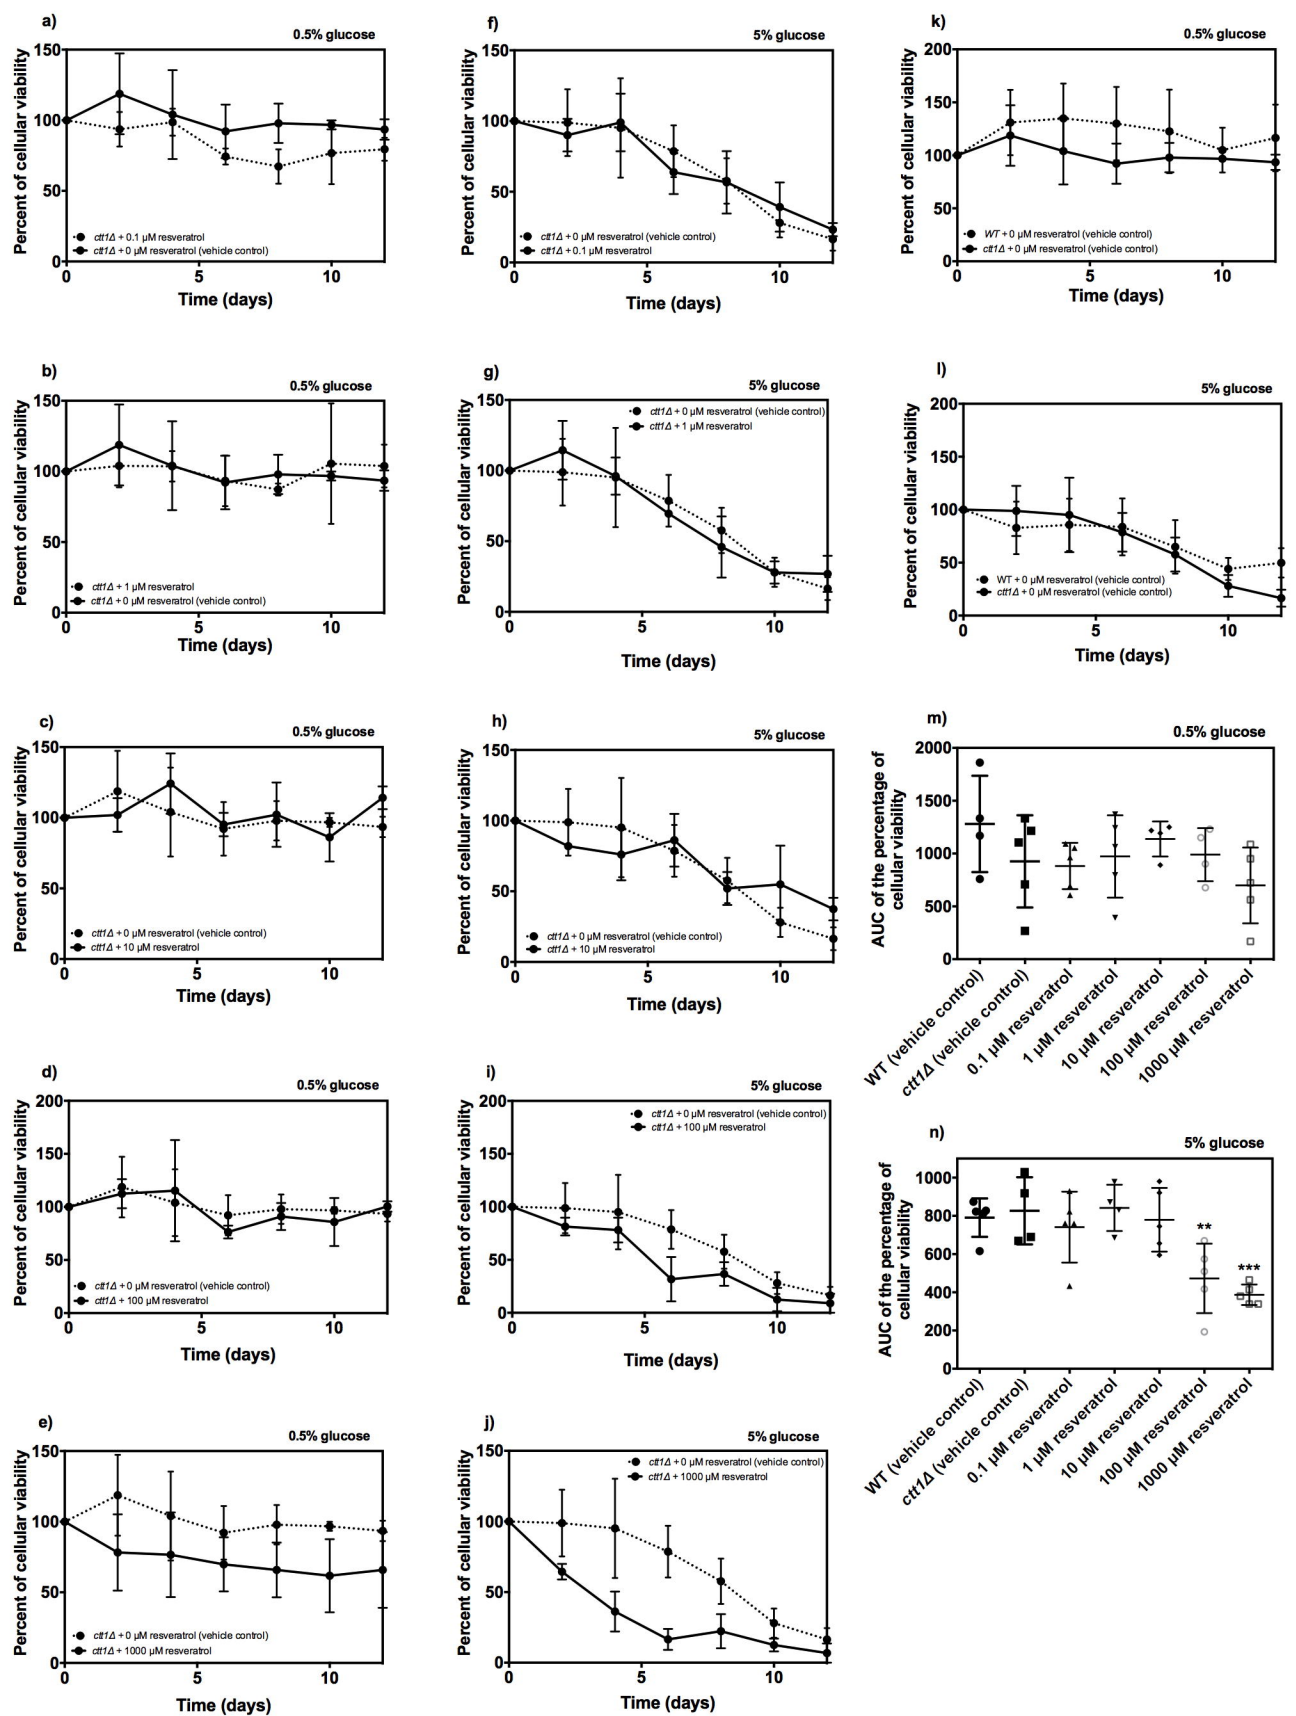 a)
0.5% glucose
Percent of cellular viability
150
100
50
0
ctt1Δ + 0.1 µM resveratrol
ctt1Δ + 0 µM resveratrol (vehicle control)
0 5 10
Time (days)
f)
5% glucose
Percent of cellular viability
150
100
50
0
ctt1Δ + 0 µM resveratrol (vehicle control)
ctt1Δ + 0.1 µM resveratrol
0 5 10
Time (days)
k)
0.5% glucose
Percent of cellular viability
200
150
100
50
0
WT + 0 µM resveratrol (vehicle control)
ctt1Δ + 0 µM resveratrol (vehicle control)
0 5 10
Time (days)
b)
0.5% glucose
Percent of cellular viability
150
100
50
0
ctt1Δ + 1 µM resveratrol
ctt1Δ + 0 µM resveratrol (vehicle control)
0 5 10
Time (days)
g)
5% glucose
Percent of cellular viability
150
100
50
0
ctt1Δ + 0 µM resveratrol (vehicle control)
ctt1Δ + 1 µM resveratrol
0 5 10
Time (days)
l)
5% glucose
Percent of cellular viability
200
150
100
50
0
WT + 0 µM resveratrol (vehicle control)
ctt1Δ + 0 µM resveratrol (vehicle control)
0 5 10
Time (days)
c)
0.5% glucose
Percent of cellular viability
150
100
50
0
ctt1Δ + 0 µM resveratrol (vehicle control)
ctt1Δ + 10 µM resveratrol
0 5 10
Time (days)
h)
5% glucose
Percent of cellular viability
150
100
50
0
ctt1Δ + 0 µM resveratrol (vehicle control)
ctt1Δ + 10 µM resveratrol
0 5 10
Time (days)
m)
0.5% glucose
AUC of the percentage of
cellular viability
2000
1500
1000
500
0
WT (vehicle control)
ctt1Δ (vehicle control)
0.1 µM resveratrol
1 µM resveratrol
10 µM resveratrol
100 µM resveratrol
1000 µM resveratrol
d)
0.5% glucose
Percent of cellular viability
200
150
100
50
0
ctt1Δ + 0 µM resveratrol (vehicle control)
ctt1Δ + 100 µM resveratrol
0 5 10
Time (days)
i)
5% glucose
Percent of cellular viability
200
150
100
50
0
ctt1Δ + 0 µM resveratrol (vehicle control)
ctt1Δ + 100 µM resveratrol
0 5 10
Time (days)
n)
5% glucose
AUC of the percentage of
cellular viability
1000
800
600
400
200
0
**
***
WT (vehicle control)
ctt1Δ (vehicle control)
0.1 µM resveratrol
1 µM resveratrol
10 µM resveratrol
100 µM resveratrol
1000 µM resveratrol
e)
0.5% glucose
Percent of cellular viability
150
100
50
0
ctt1Δ + 0 µM resveratrol (vehicle control)
ctt1Δ + 1000 µM resveratrol
0 5 10
Time (days)
j)
5% glucose
Percent of cellular viability
150
100
50
0
ctt1Δ + 0 µM resveratrol (vehicle control)
ctt1Δ + 1000 µM resveratrol
0 5 10
Time (days)